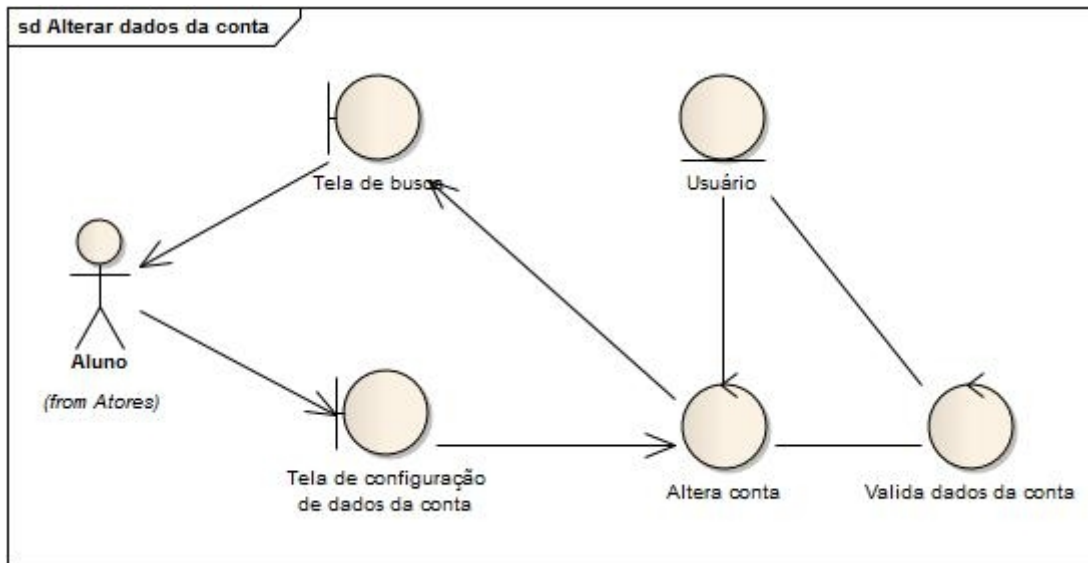 sd Alterar dados da conta
Tela de busca
Usuário
Aluno
(from Atores)
Tela de configuração
de dados da conta
Altera conta
Valida dados da conta